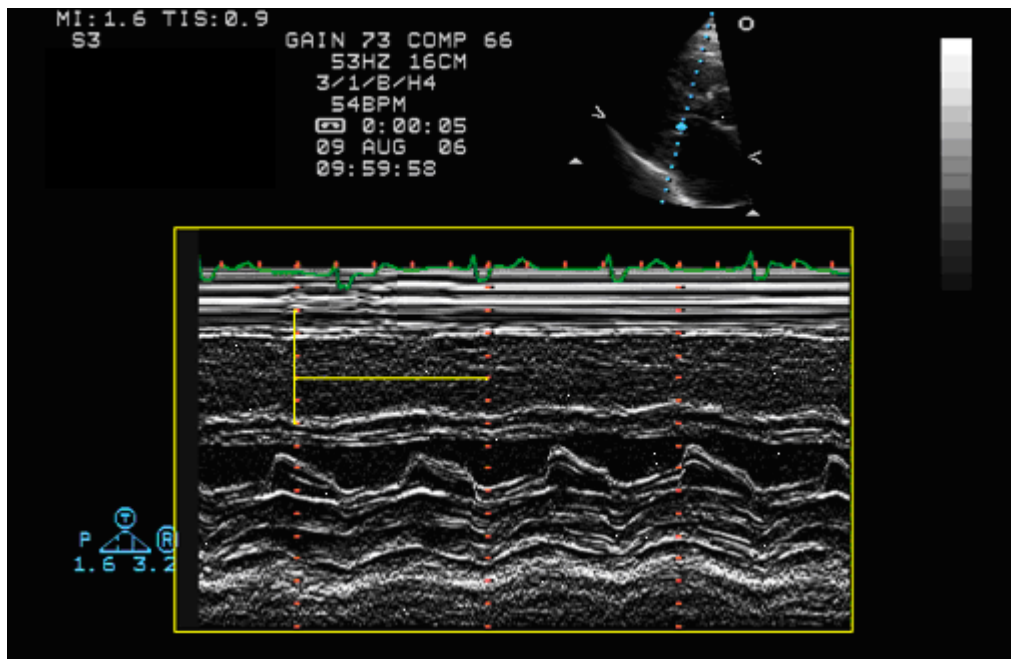 MI:1.6 TIS:0.9
S3
GAIN 73 COMP 66
53HZ 16CM
3/1/B/H4
54BPM
0:00:05
09 AUG 06
09:59:58
T
P R
1.6 3.2